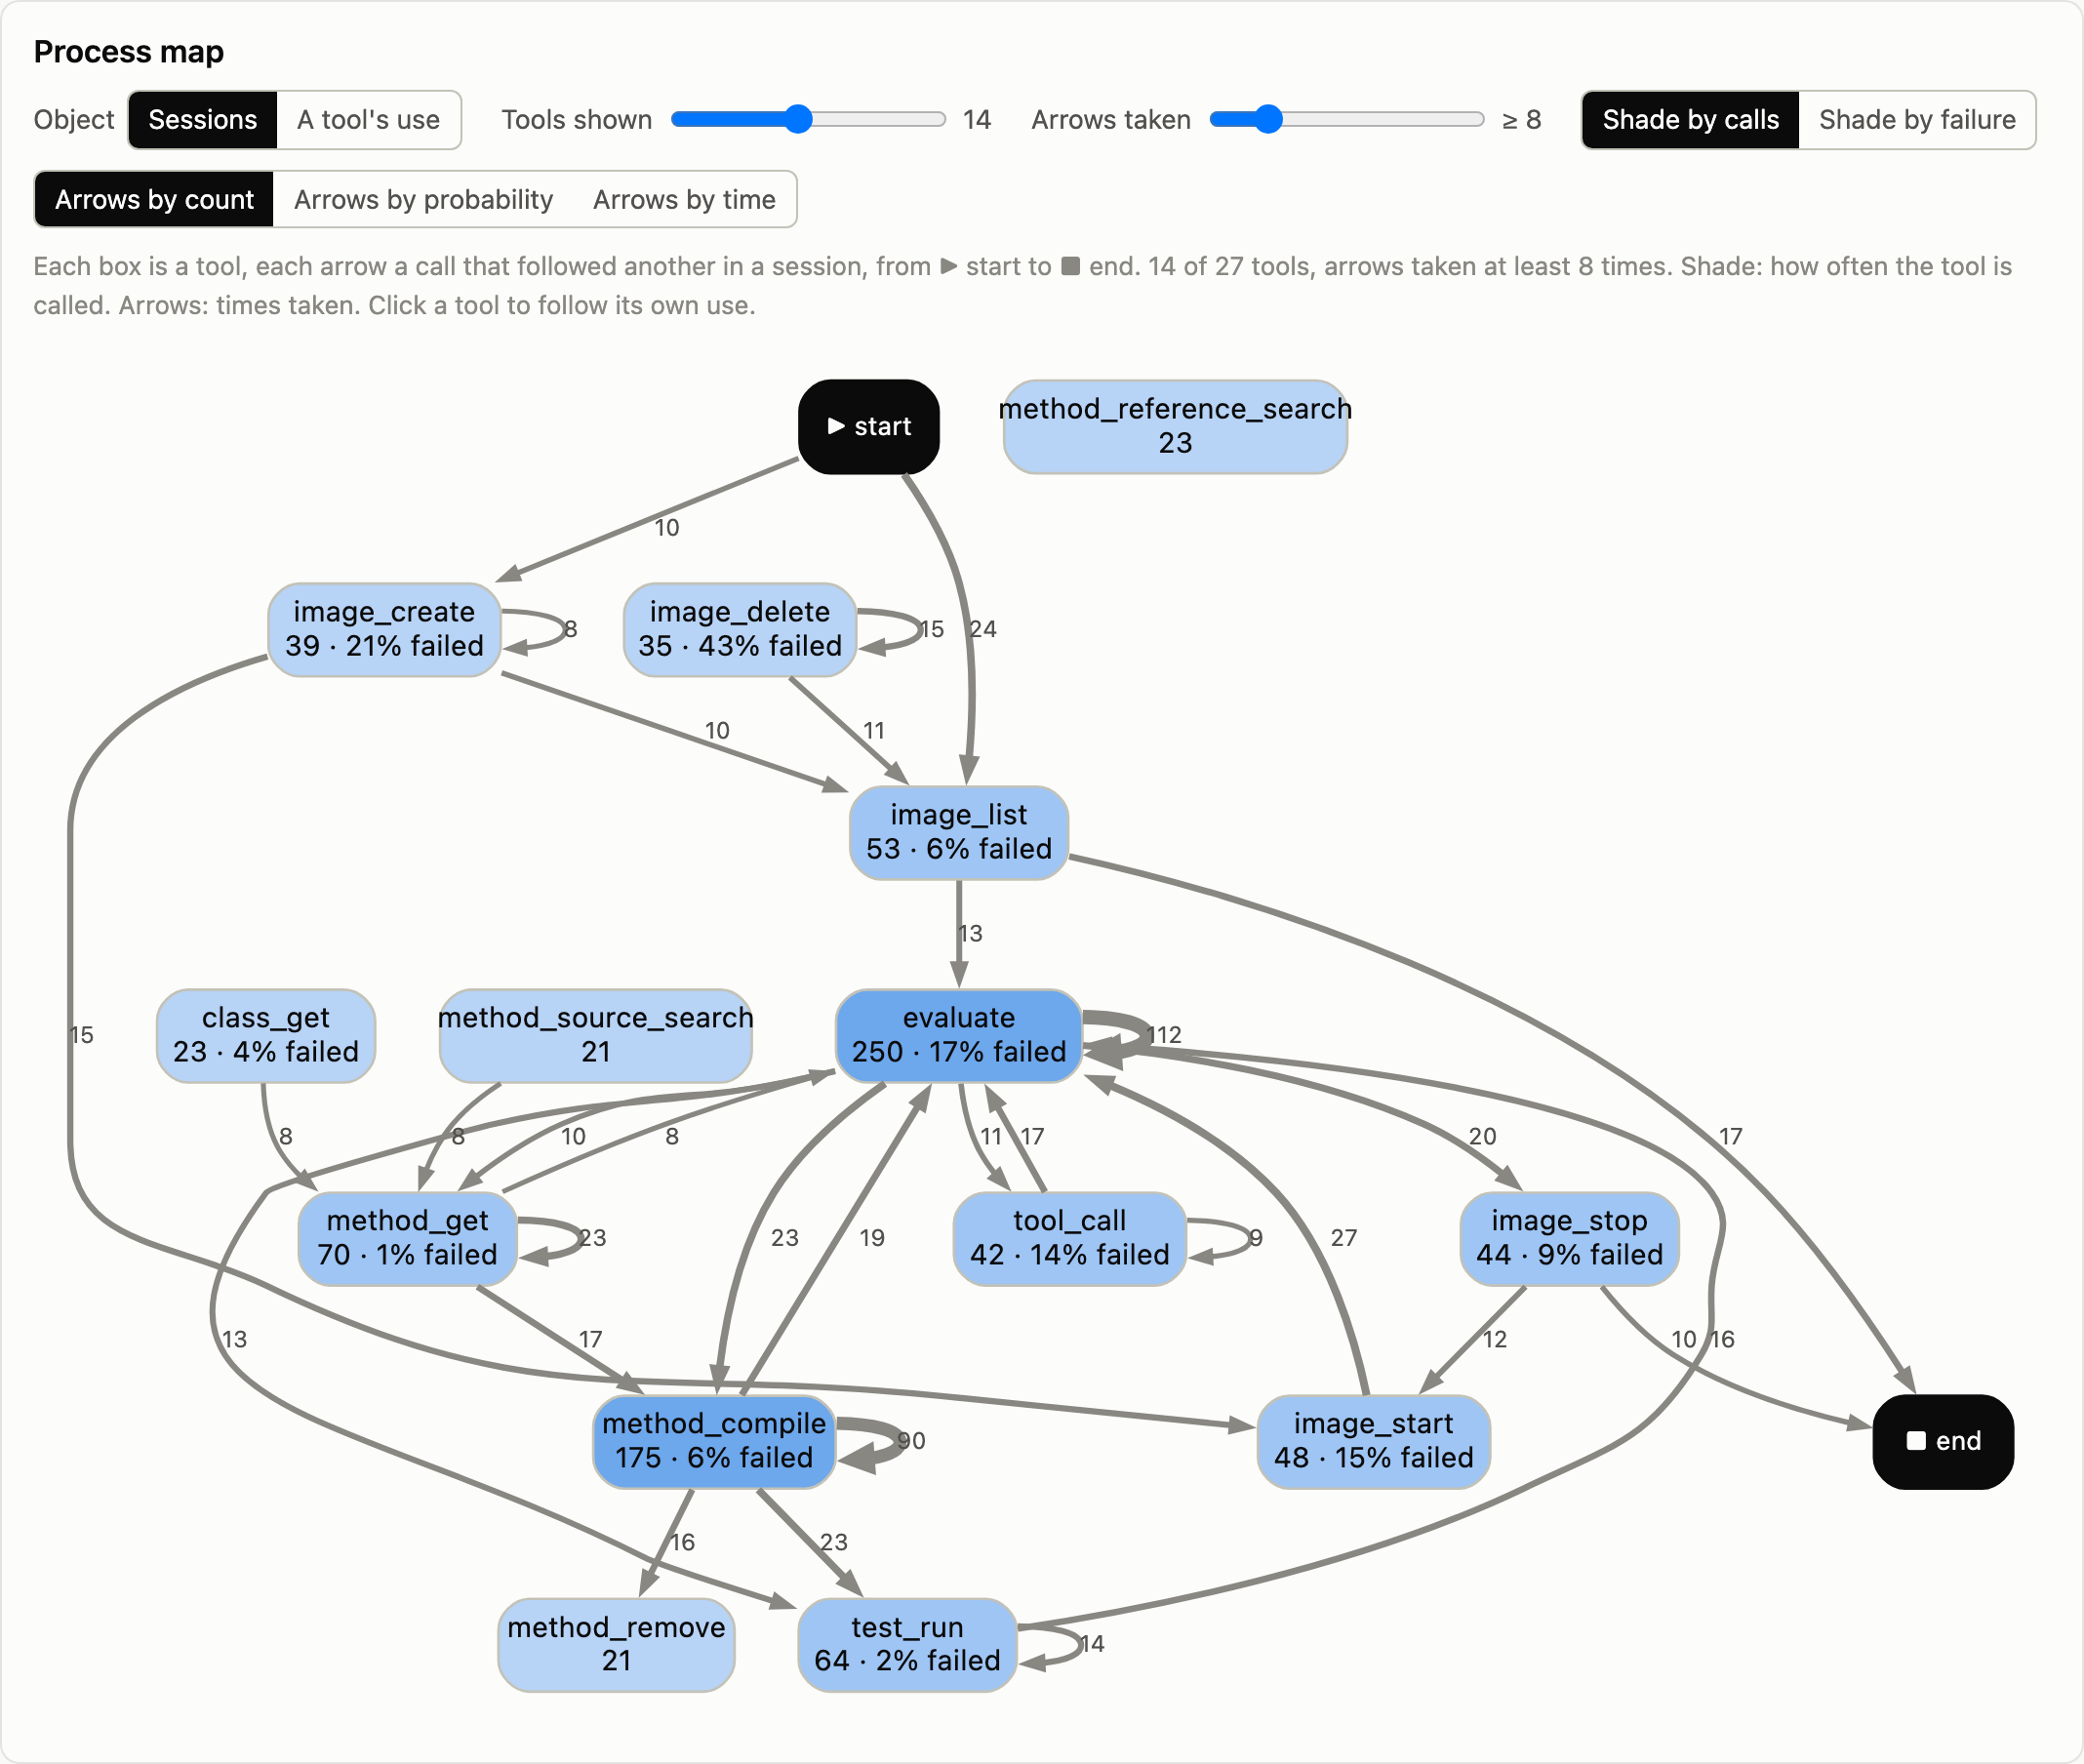 Process map
Object Sessions A tool's use Tools shown 14 Arrows taken ≥ 8 Shade by calls Shade by failure
Arrows by count Arrows by probability Arrows by time
Each box is a tool, each arrow a call that followed another in a session, from ▶ start to ■ end. 14 of 27 tools, arrows taken at least 8 times. Shade: how often the tool is
called. Arrows: times taken. Click a tool to follow its own use.
▶ start
method_reference_search
23
10
image_create
39 · 21% failed
8
image_delete
35 · 43% failed
15
24
10
11
image_list
53 · 6% failed
13
15
class_get
23 · 4% failed
method_source_search
21
evaluate
250 · 17% failed
112
8
8
10
8
11
17
20
17
method_get
70 · 1% failed
23
23
19
tool_call
42 · 14% failed
9
27
image_stop
44 · 9% failed
13
17
12
10
16
method_compile
175 · 6% failed
90
image_start
48 · 15% failed
■ end
16
23
method_remove
21
test_run
64 · 2% failed
14